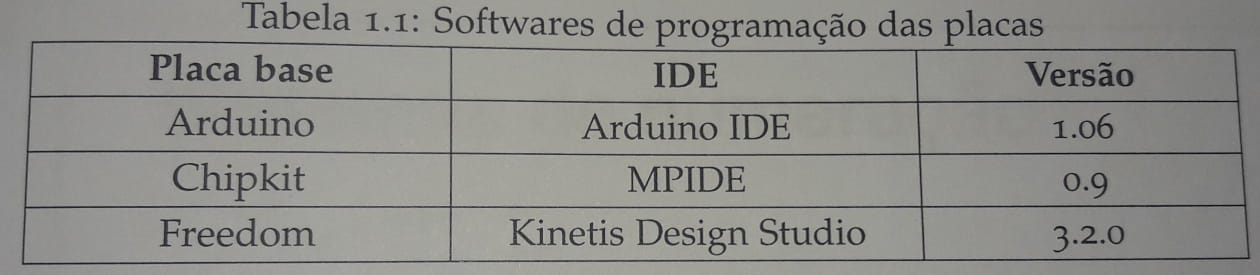 Tabela 1.1: Softwares de programação das placas
Placa base IDE Versão
Arduino Arduino IDE 1.06
Chipkit MPIDE 0.9
Freedom Kinetis Design Studio 3.2.0